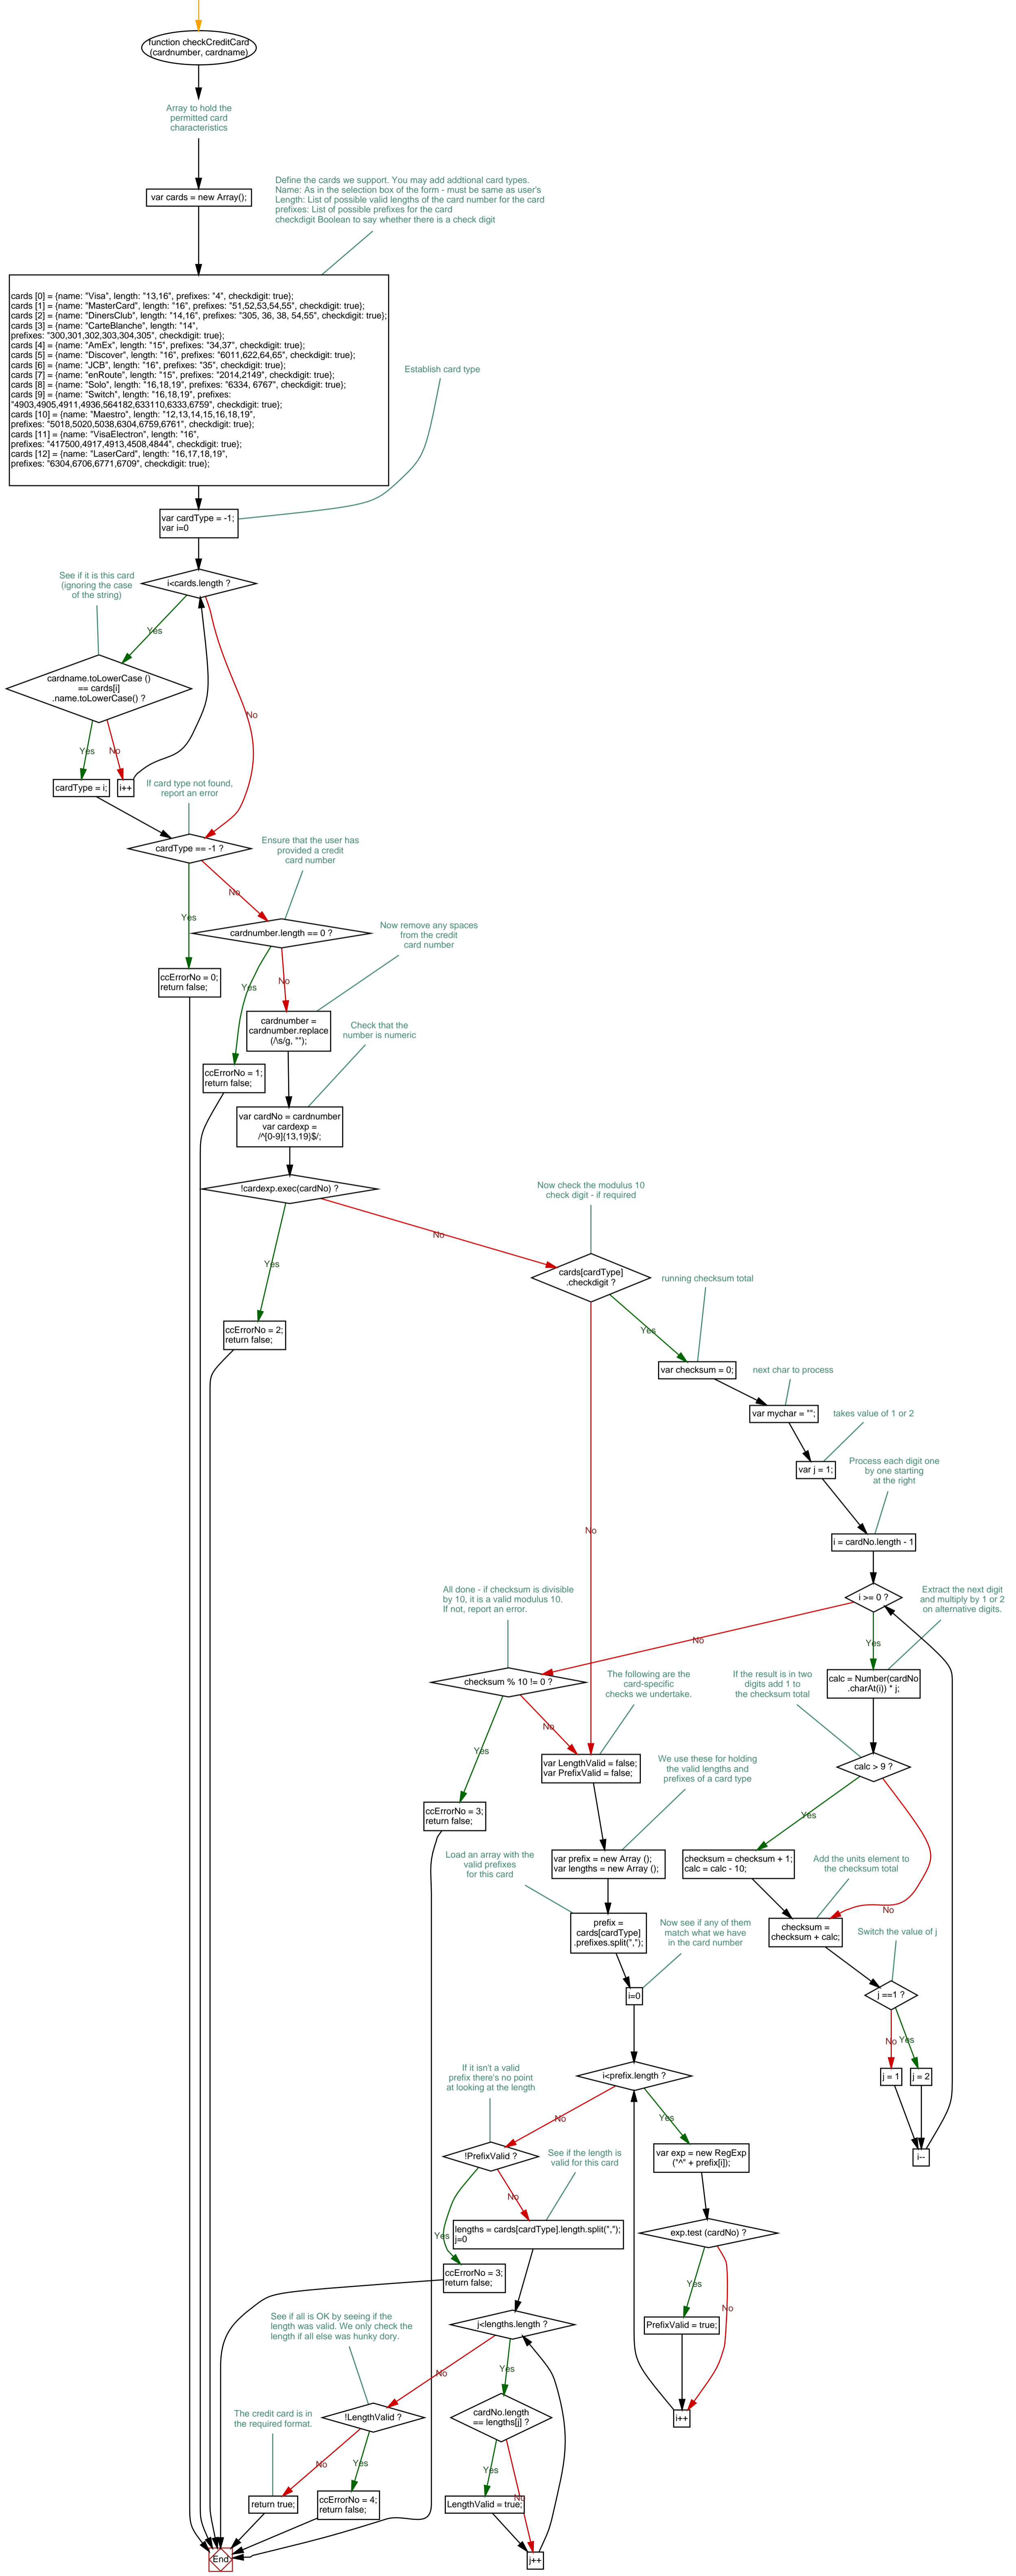 function checkCreditCard
(cardnumber, cardname)
Array to hold the
permitted card
characteristics
var cards = new Array();
Define the cards we support. You may add addtional card types.
Name: As in the selection box of the form - must be same as user's
Length: List of possible valid lengths of the card number for the card
prefixes: List of possible prefixes for the card
checkdigit Boolean to say whether there is a check digit
cards [0] = {name: "Visa", length: "13,16", prefixes: "4", checkdigit: true};
cards [1] = {name: "MasterCard", length: "16", prefixes: "51,52,53,54,55", checkdigit: true};
cards [2] = {name: "DinersClub", length: "14,16", prefixes: "305, 36, 38, 54,55", checkdigit: true};
cards [3] = {name: "CarteBlanche", length: "14",
prefixes: "300,301,302,303,304,305", checkdigit: true};
cards [4] = {name: "AmEx", length: "15", prefixes: "34,37", checkdigit: true};
cards [5] = {name: "Discover", length: "16", prefixes: "6011,622,64,65", checkdigit: true};
cards [6] = {name: "JCB", length: "16", prefixes: "35", checkdigit: true};
cards [7] = {name: "enRoute", length: "15", prefixes: "2014,2149", checkdigit: true};
cards [8] = {name: "Solo", length: "16,18,19", prefixes: "6334, 6767", checkdigit: true};
cards [9] = {name: "Switch", length: "16,18,19", prefixes:
"4903,4905,4911,4936,564182,633110,6333,6759", checkdigit: true};
cards [10] = {name: "Maestro", length: "12,13,14,15,16,18,19",
prefixes: "5018,5020,5038,6304,6759,6761", checkdigit: true};
cards [11] = {name: "VisaElectron", length: "16",
prefixes: "417500,4917,4913,4508,4844", checkdigit: true};
cards [12] = {name: "LaserCard", length: "16,17,18,19",
prefixes: "6304,6706,6771,6709", checkdigit: true};
Establish card type
var cardType = -1;
var i=0
i<cards.length ?
See if it is this card
(ignoring the case
of the string)
Yes
cardname.toLowerCase ()
== cards[i]
.name.toLowerCase() ?
No
Yes
No
cardType = i;
i++
If card type not found,
report an error
cardType == -1 ?
Ensure that the user has
provided a credit
card number
No
Yes
cardnumber.length == 0 ?
Now remove any spaces
from the credit
card number
ccErrorNo = 0;
return false;
Yes
No
cardnumber =
cardnumber.replace
(/\s/g, "");
Check that the
number is numeric
ccErrorNo = 1;
return false;
var cardNo = cardnumber
var cardexp =
/^[0-9]{13,19}$/;
!cardexp.exec(cardNo) ?
Now check the modulus 10
check digit - if required
No
Yes
cards[cardType]
.checkdigit ?
running checksum total
ccErrorNo = 2;
return false;
Yes
var checksum = 0;
next char to process
var mychar = "";
takes value of 1 or 2
var j = 1;
Process each digit one
by one starting
at the right
No
i = cardNo.length - 1
All done - if checksum is divisible
by 10, it is a valid modulus 10.
If not, report an error.
i >= 0 ?
Extract the next digit
and multiply by 1 or 2
on alternative digits.
No
Yes
checksum % 10 != 0 ?
The following are the
card-specific
checks we undertake.
If the result is in two
digits add 1 to
the checksum total
calc = Number(cardNo
.charAt(i)) * j;
No
Yes
var LengthValid = false;
var PrefixValid = false;
We use these for holding
the valid lengths and
prefixes of a card type
calc > 9 ?
ccErrorNo = 3;
return false;
Yes
Load an array with the
valid prefixes
for this card
var prefix = new Array ();
var lengths = new Array ();
checksum = checksum + 1;
calc = calc - 10;
Add the units element to
the checksum total
No
prefix =
cards[cardType]
.prefixes.split(",");
Now see if any of them
match what we have
in the card number
checksum =
checksum + calc;
Switch the value of j
i=0
j ==1 ?
No
Yes
If it isn't a valid
prefix there's no point
at looking at the length
i<prefix.length ?
j = 1
j = 2
No
Yes
!PrefixValid ?
See if the length is
valid for this card
var exp = new RegExp
("^" + prefix[i]);
i--
No
Yes
lengths = cards[cardType].length.split(",");
j=0
exp.test (cardNo) ?
ccErrorNo = 3;
return false;
Yes
No
See if all is OK by seeing if the
length was valid. We only check the
length if all else was hunky dory.
j<lengths.length ?
PrefixValid = true;
No
Yes
The credit card is in
the required format.
!LengthValid ?
cardNo.length
== lengths[j] ?
i++
No
Yes
Yes
No
return true;
ccErrorNo = 4;
return false;
LengthValid = true;
End
j++